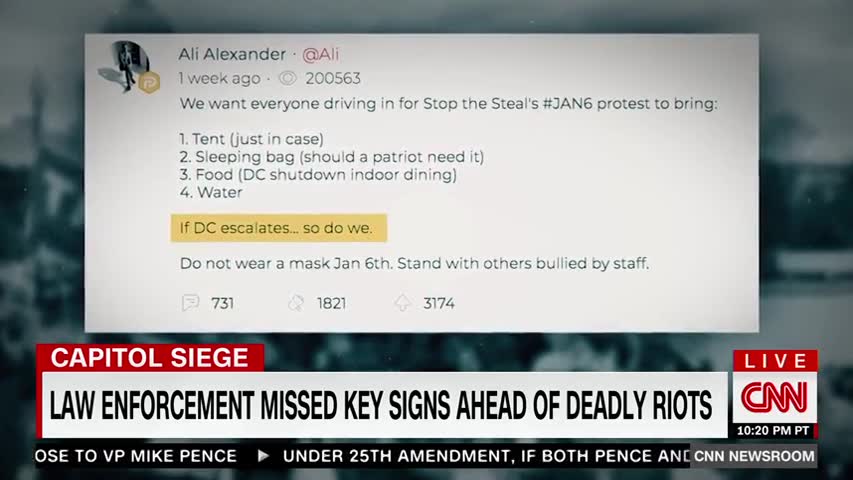 Ali Alexander · @Ali
1 week ago · 200563
We want everyone driving in for Stop the Steal's #JAN6 protest to bring:
1. Tent (just in case)
2. Sleeping bag (should a patriot need it)
3. Food (DC shutdown indoor dining)
4. Water
If DC escalates... so do we.
Do not wear a mask Jan 6th. Stand with others bullied by staff.
731 1821 3174
CAPITOL SIEGE
LAW ENFORCEMENT MISSED KEY SIGNS AHEAD OF DEADLY RIOTS
LIVE
CNN
10:20 PM PT
OSE TO VP MIKE PENCE ▶ UNDER 25TH AMENDMENT, IF BOTH PENCE AND
CNN NEWSROOM